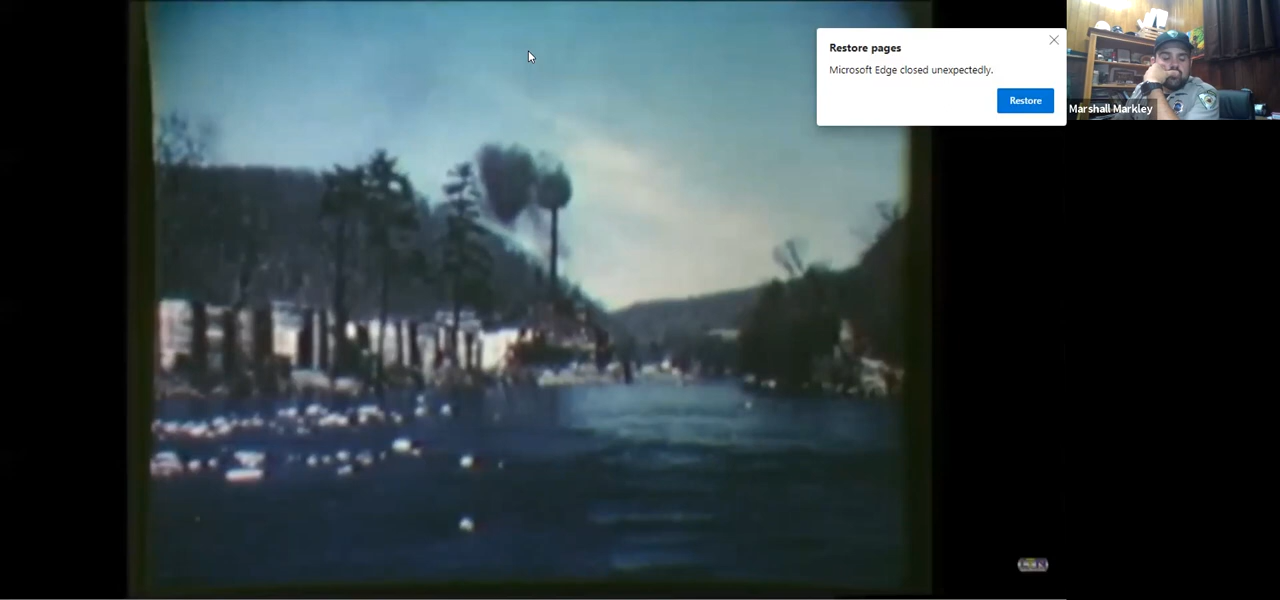 Restore pages
Microsoft Edge closed unexpectedly.
Restore
Marshall Markley